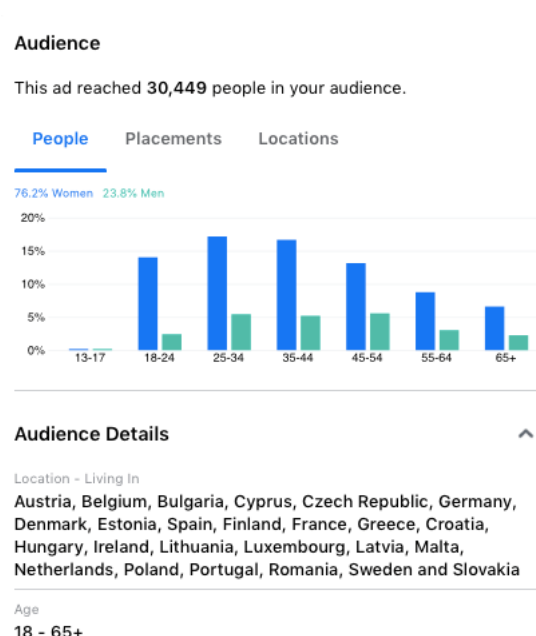 Audience
This ad reached 30,449 people in your audience.
People Placements Locations
76.2% Women 23.8% Men
20%
15%
10%
5%
0%
13-17 18-24 25-34 35-44 45-54 55-64 65+
Audience Details
Location - Living In
Austria, Belgium, Bulgaria, Cyprus, Czech Republic, Germany,
Denmark, Estonia, Spain, Finland, France, Greece, Croatia,
Hungary, Ireland, Lithuania, Luxembourg, Latvia, Malta,
Netherlands, Poland, Portugal, Romania, Sweden and Slovakia
Age
18 - 65+